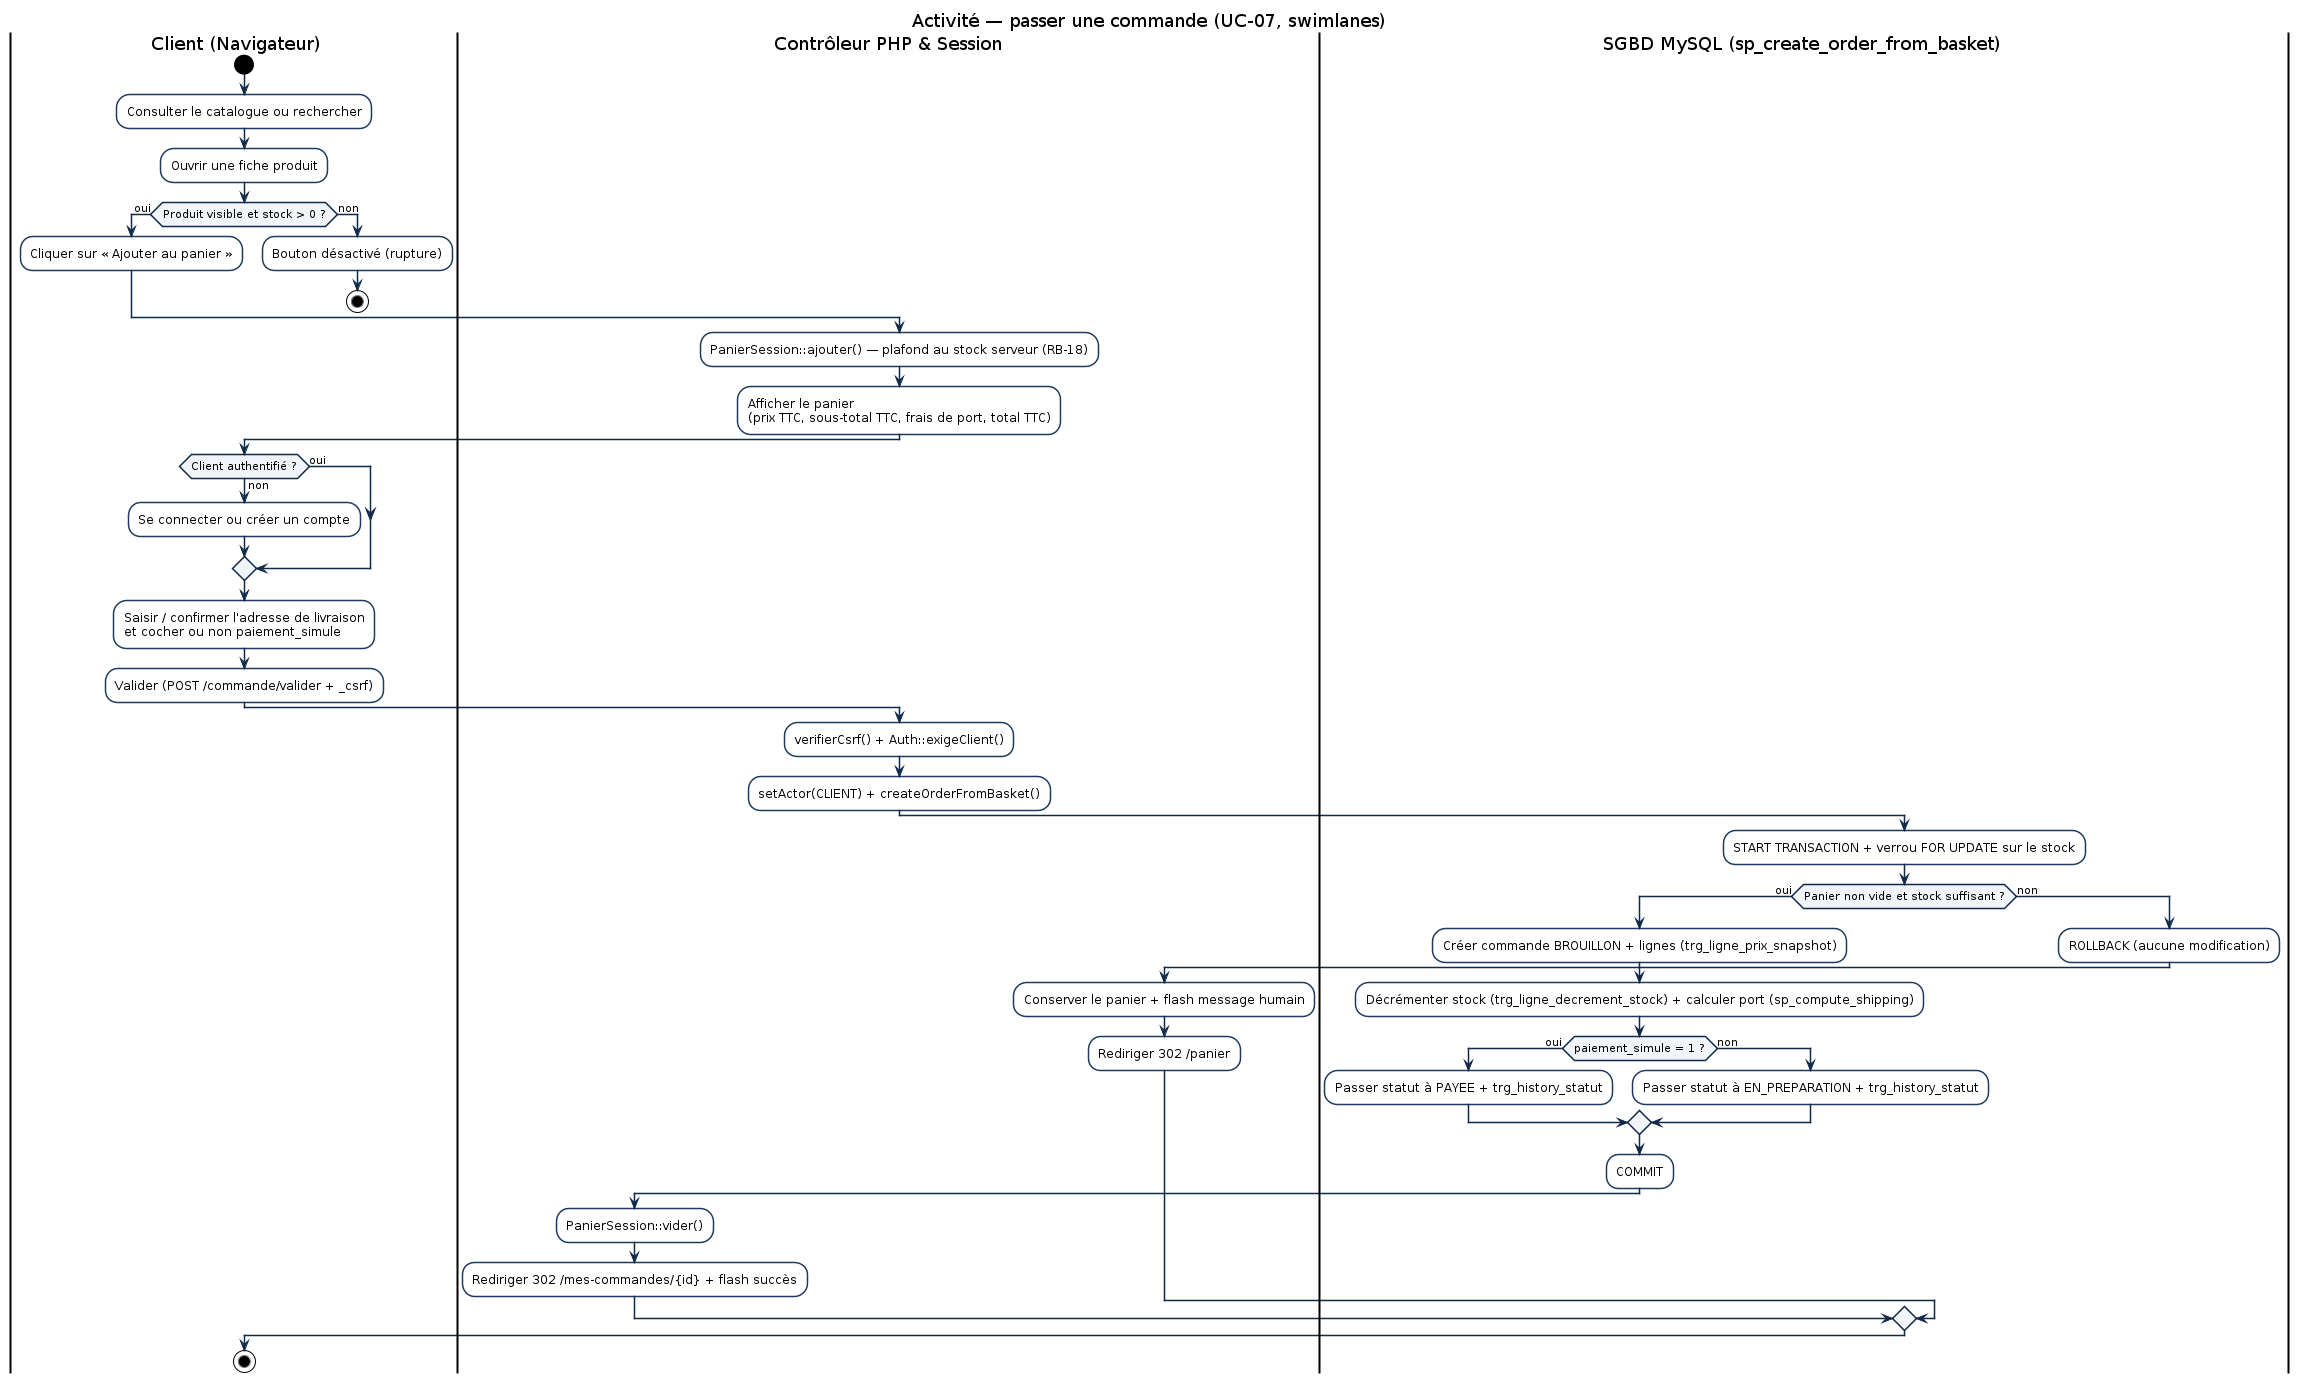 Activité — passer une commande (UC-07, swimlanes)
Client (Navigateur)
Contrôleur PHP & Session
SGBD MySQL (sp_create_order_from_basket)
Consulter le catalogue ou rechercher
Ouvrir une fiche produit
oui
Produit visible et stock > 0 ?
non
Cliquer sur « Ajouter au panier »
Bouton désactivé (rupture)
PanierSession::ajouter() — plafond au stock serveur (RB-18)
Afficher le panier
(prix TTC, sous-total TTC, frais de port, total TTC)
Client authentifié ?
oui
non
Se connecter ou créer un compte
Saisir / confirmer l'adresse de livraison
et cocher ou non paiement_simule
Valider (POST /commande/valider + _csrf)
verifierCsrf() + Auth::exigeClient()
setActor(CLIENT) + createOrderFromBasket()
START TRANSACTION + verrou FOR UPDATE sur le stock
oui
Panier non vide et stock suffisant ?
non
Créer commande BROUILLON + lignes (trg_ligne_prix_snapshot)
ROLLBACK (aucune modification)
Conserver le panier + flash message humain
Décrémenter stock (trg_ligne_decrement_stock) + calculer port (sp_compute_shipping)
Rediriger 302 /panier
oui
paiement_simule = 1 ?
non
Passer statut à PAYEE + trg_history_statut
Passer statut à EN_PREPARATION + trg_history_statut
COMMIT
PanierSession::vider()
Rediriger 302 /mes-commandes/{id} + flash succès